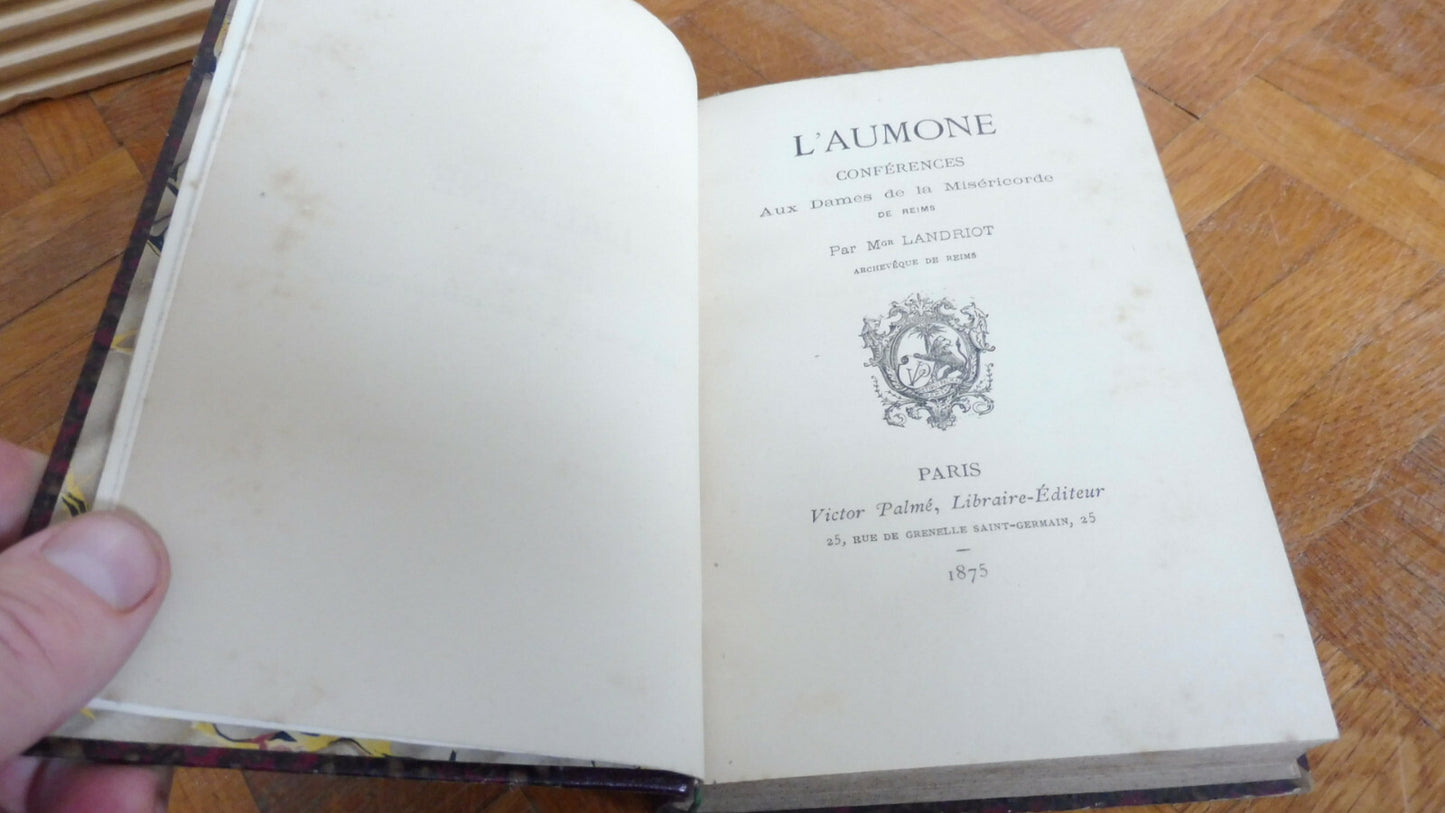 L'AUMONE
CONFÉRENCES
Aux Dames de la Miséricorde
DE REIMS
Par MGR LANDRIOT
ARCHEVÊQUE DE REIMS
VP
PARIS
Victor Palmé, Libraire-Éditeur
25, RUE DE GRENELLE SAINT-GERMAIN, 25
1875